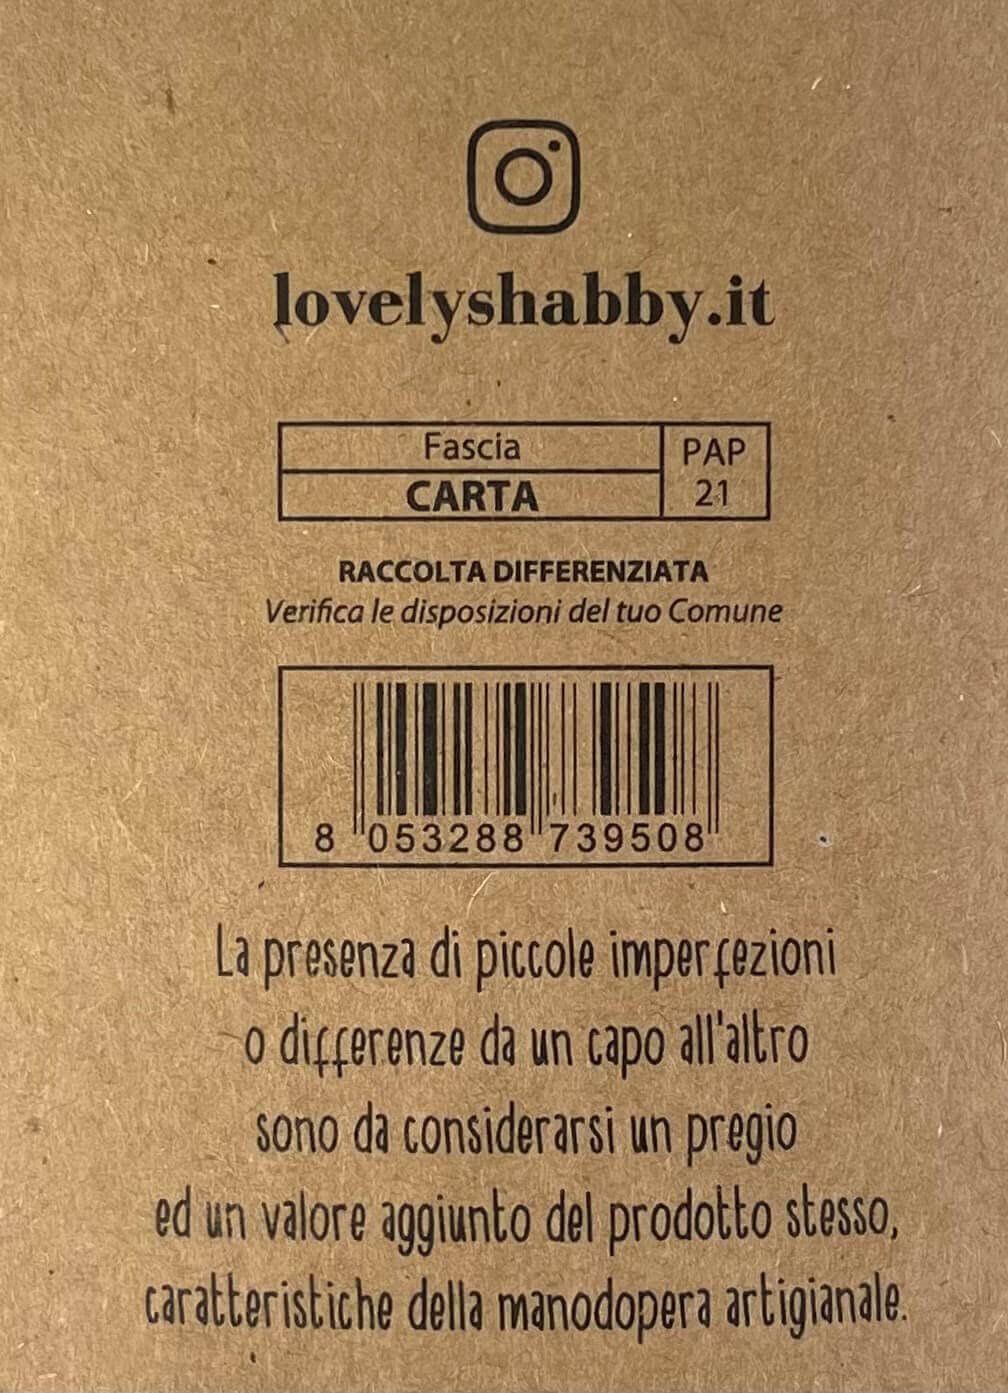 lovelyshabby.it
Fascia
CARTA
PAP
21
RACCOLTA DIFFERENZIATA
Verifica le disposizioni del tuo Comune
8 053288 739508
La presenza di piccole imperfezioni
o differenze da un capo all'altro
sono da considerarsi un pregio
ed un valore aggiunto del prodotto stesso,
caratteristiche della manodopera artigianale.